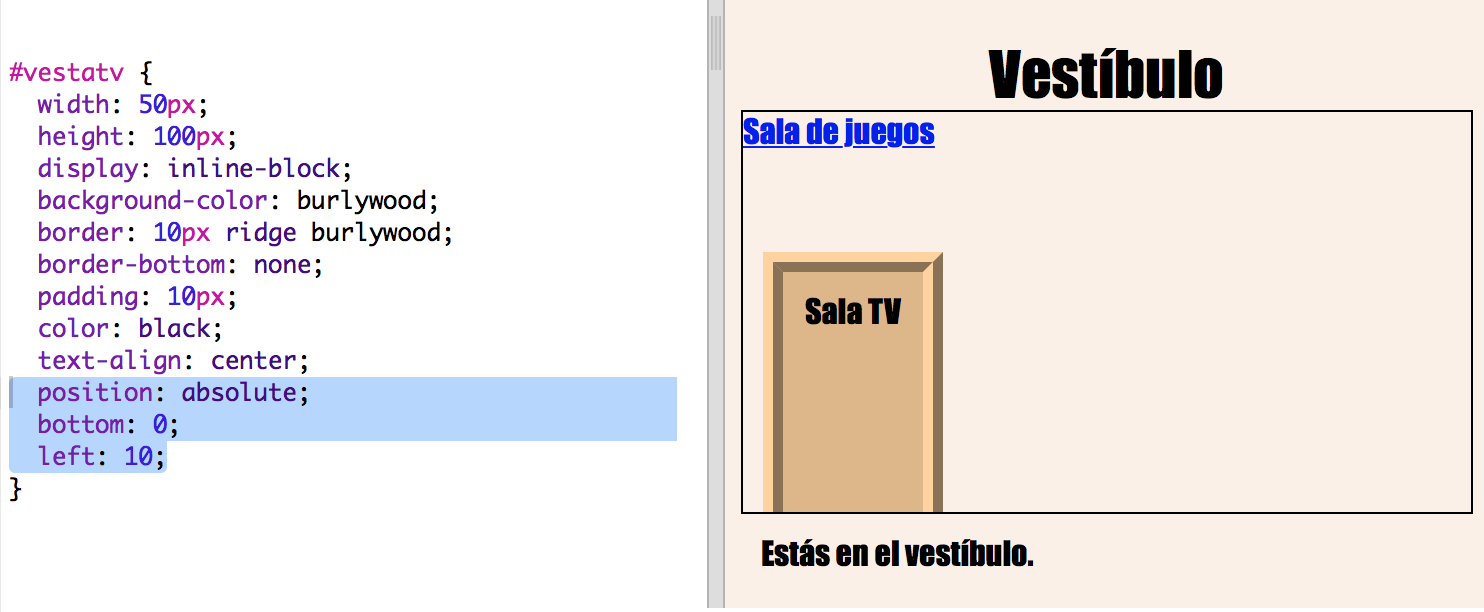 #vestatv {
  width: 50px;
  height: 100px;
  display: inline-block;
  background-color: burlywood;
  border: 10px ridge burlywood;
  border-bottom: none;
  padding: 10px;
  color: black;
  text-align: center;
  position: absolute;
  bottom: 0;
  left: 10;
}
Vestíbulo
Sala de juegos
Sala TV
Estás en el vestíbulo.